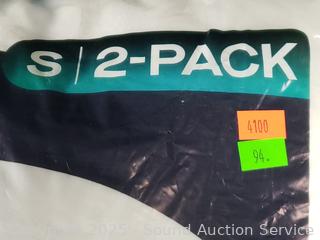 S | 2-PACK
4100
94.
2025 Sound Auction Service